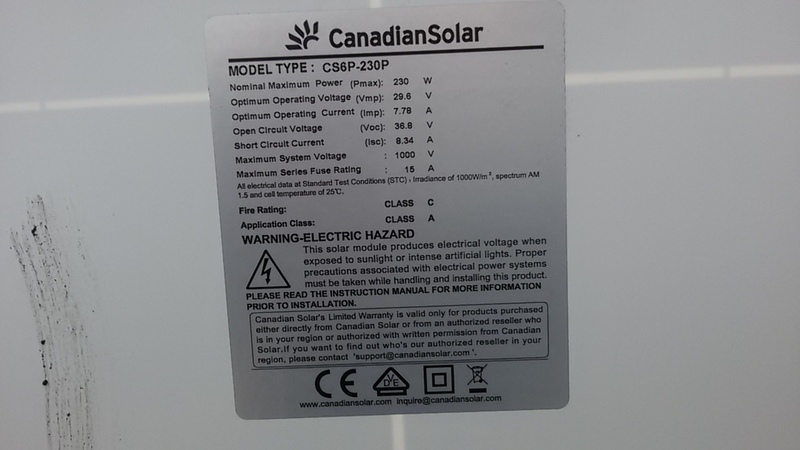 CanadianSolar
MODEL TYPE : CS6P-230P
Nominal Maximum Power (Pmax): 230 W
Optimum Operating Voltage (Vmp): 29.6 V
Optimum Operating Current (Imp): 7.78 A
Open Circuit Voltage (Voc): 36.8 V
Short Circuit Current (Isc): 8.34 A
Maximum System Voltage : 1000 V
Maximum Series Fuse Rating : 15 A
All electrical data at Standard Test Conditions (STC) : Irradiance of 1000W/m², spectrum AM
1.5 and cell temperature of 25℃.
Fire Rating: CLASS C
Application Class: CLASS A
WARNING-ELECTRIC HAZARD
This solar module produces electrical voltage when
exposed to sunlight or intense artificial lights. Proper
precautions associated with electrical power systems
must be taken while handling and installing this product.
PLEASE READ THE INSTRUCTION MANUAL FOR MORE INFORMATION
PRIOR TO INSTALLATION.
Canadian Solar's Limited Warranty is valid only for products purchased
either directly from Canadian Solar or from an authorized reseller who
is in your region or authorized with written permission from Canadian
Solar.If you want to find out who's our authorized reseller in your
region, please contact 'support@canadiansolar.com '.
CE VDE
www.canadiansolar.com inquire@canadiansolar.com